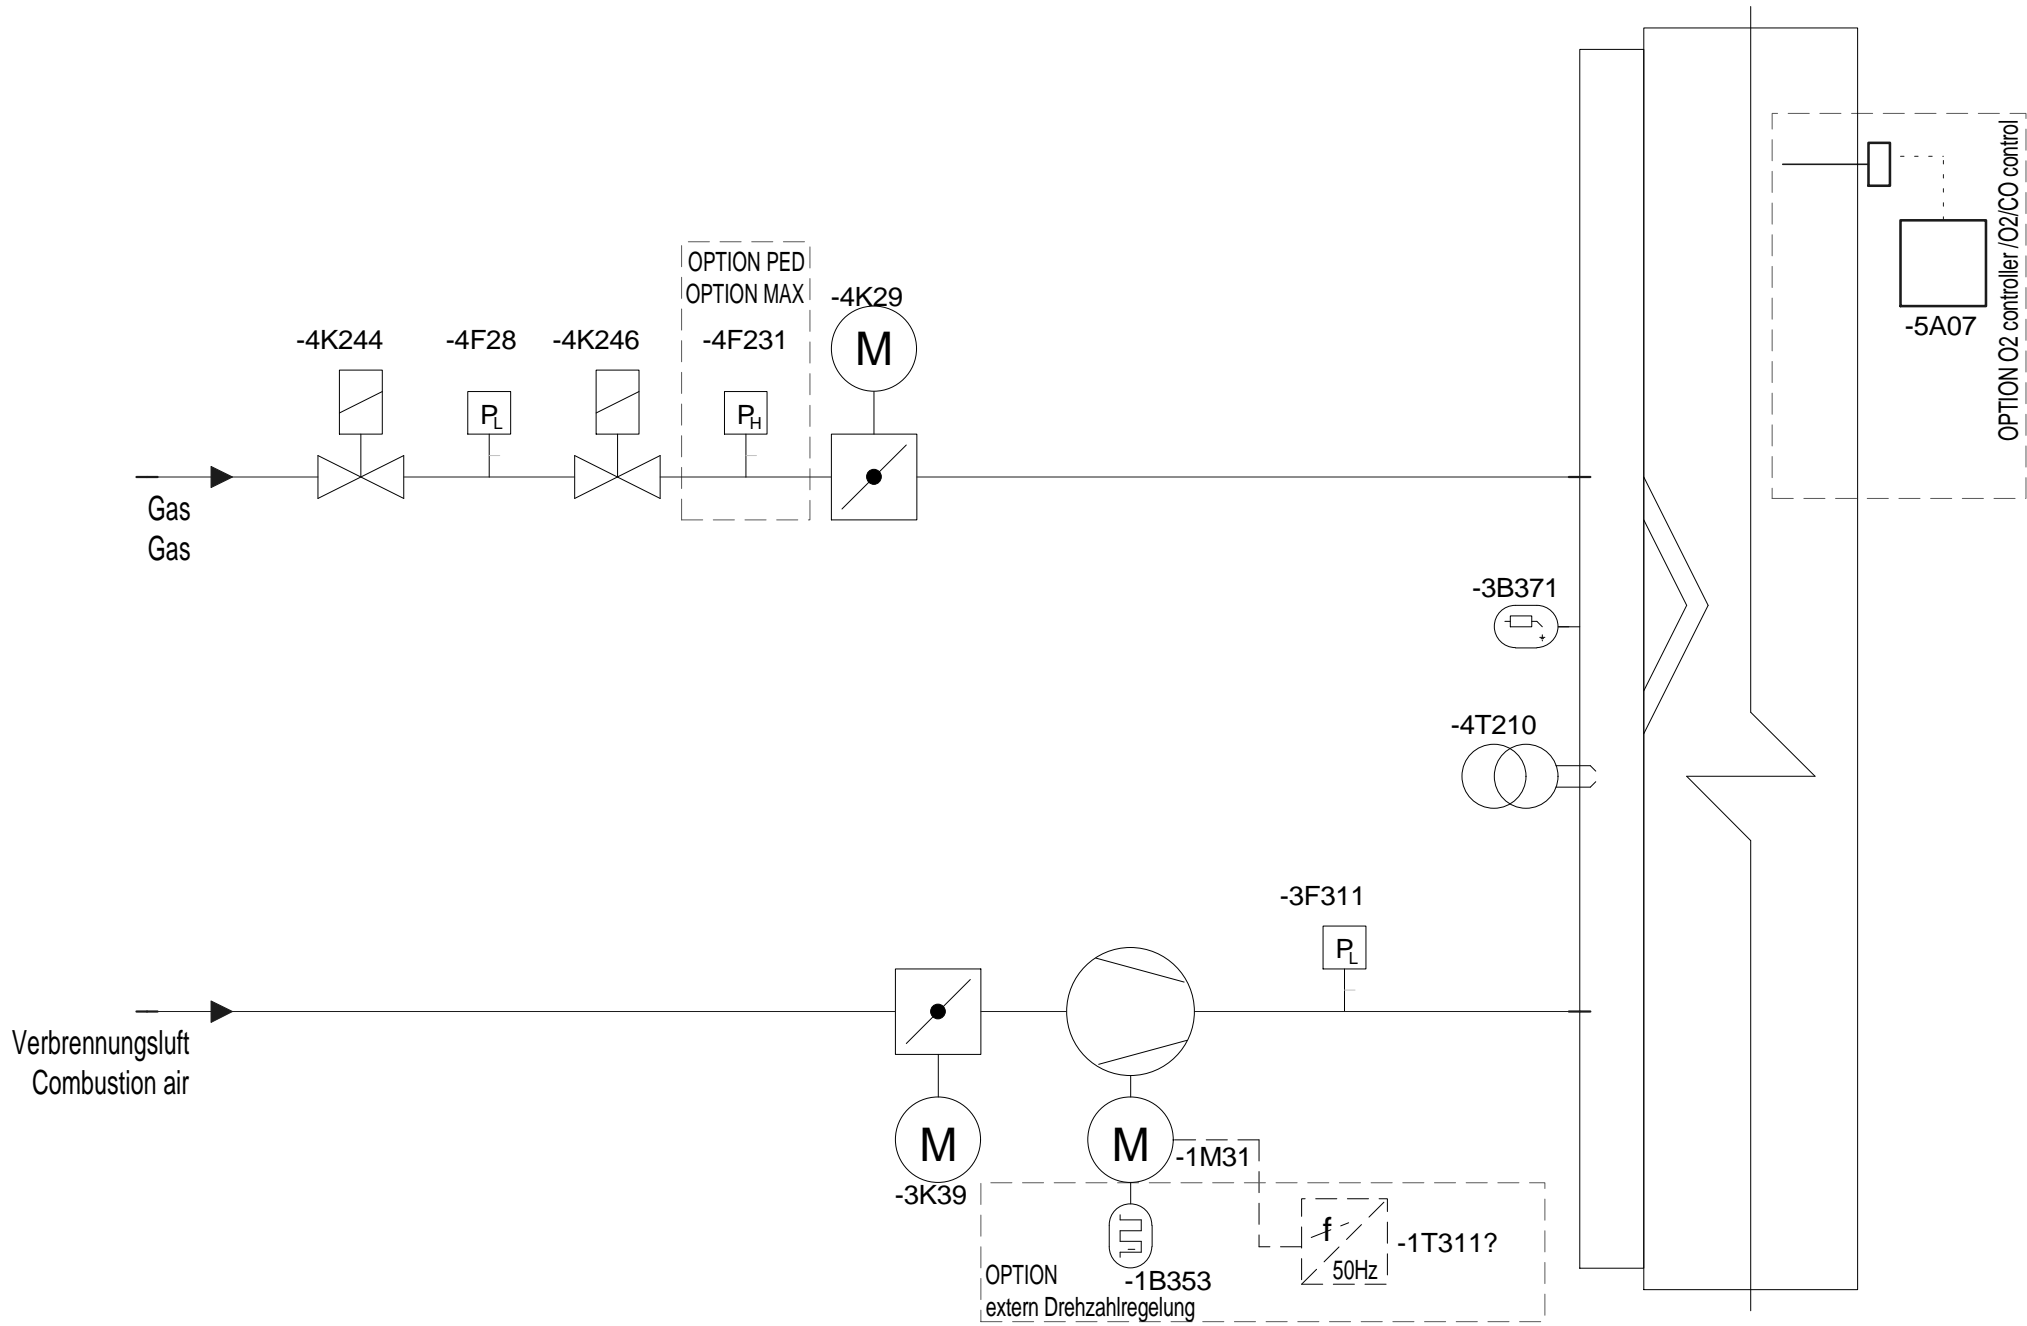 OPTION PED
OPTION MAX
-4K29
-4K244
-4F28
-4K246
-4F231
M
PL
PH
Gas
Gas
OPTION O2 controller /O2/CO control
-5A07
-3B371
-4T210
-3F311
PL
Verbrennungsluft
Combustion air
M
-3K39
M
-1M31
f
50Hz
-1T311?
-1B353
OPTION
extern Drehzahlregelung